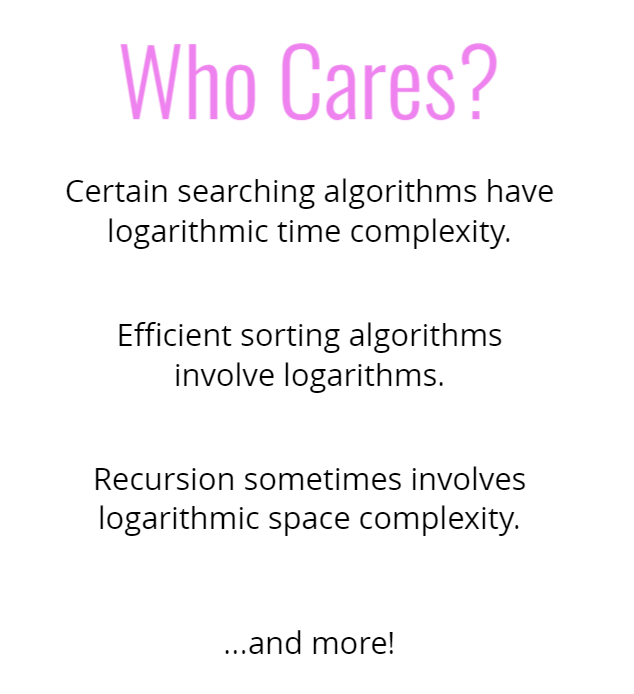 Who Cares?
Certain searching algorithms have
logarithmic time complexity.
Efficient sorting algorithms
involve logarithms.
Recursion sometimes involves
logarithmic space complexity.
...and more!